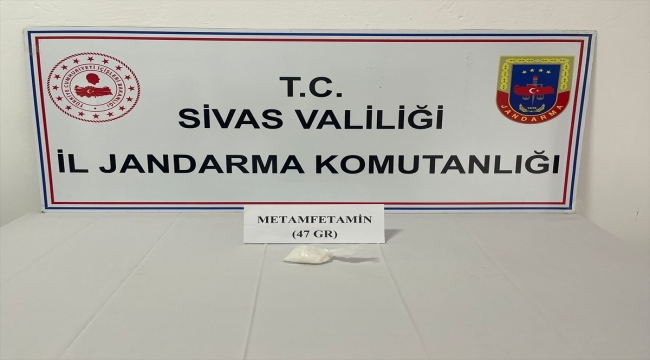 T.C.
SİVAS VALİLİĞİ
İL JANDARMA KOMUTANLIĞI
JANDARMA
METAMFETAMİN
(47 GR)